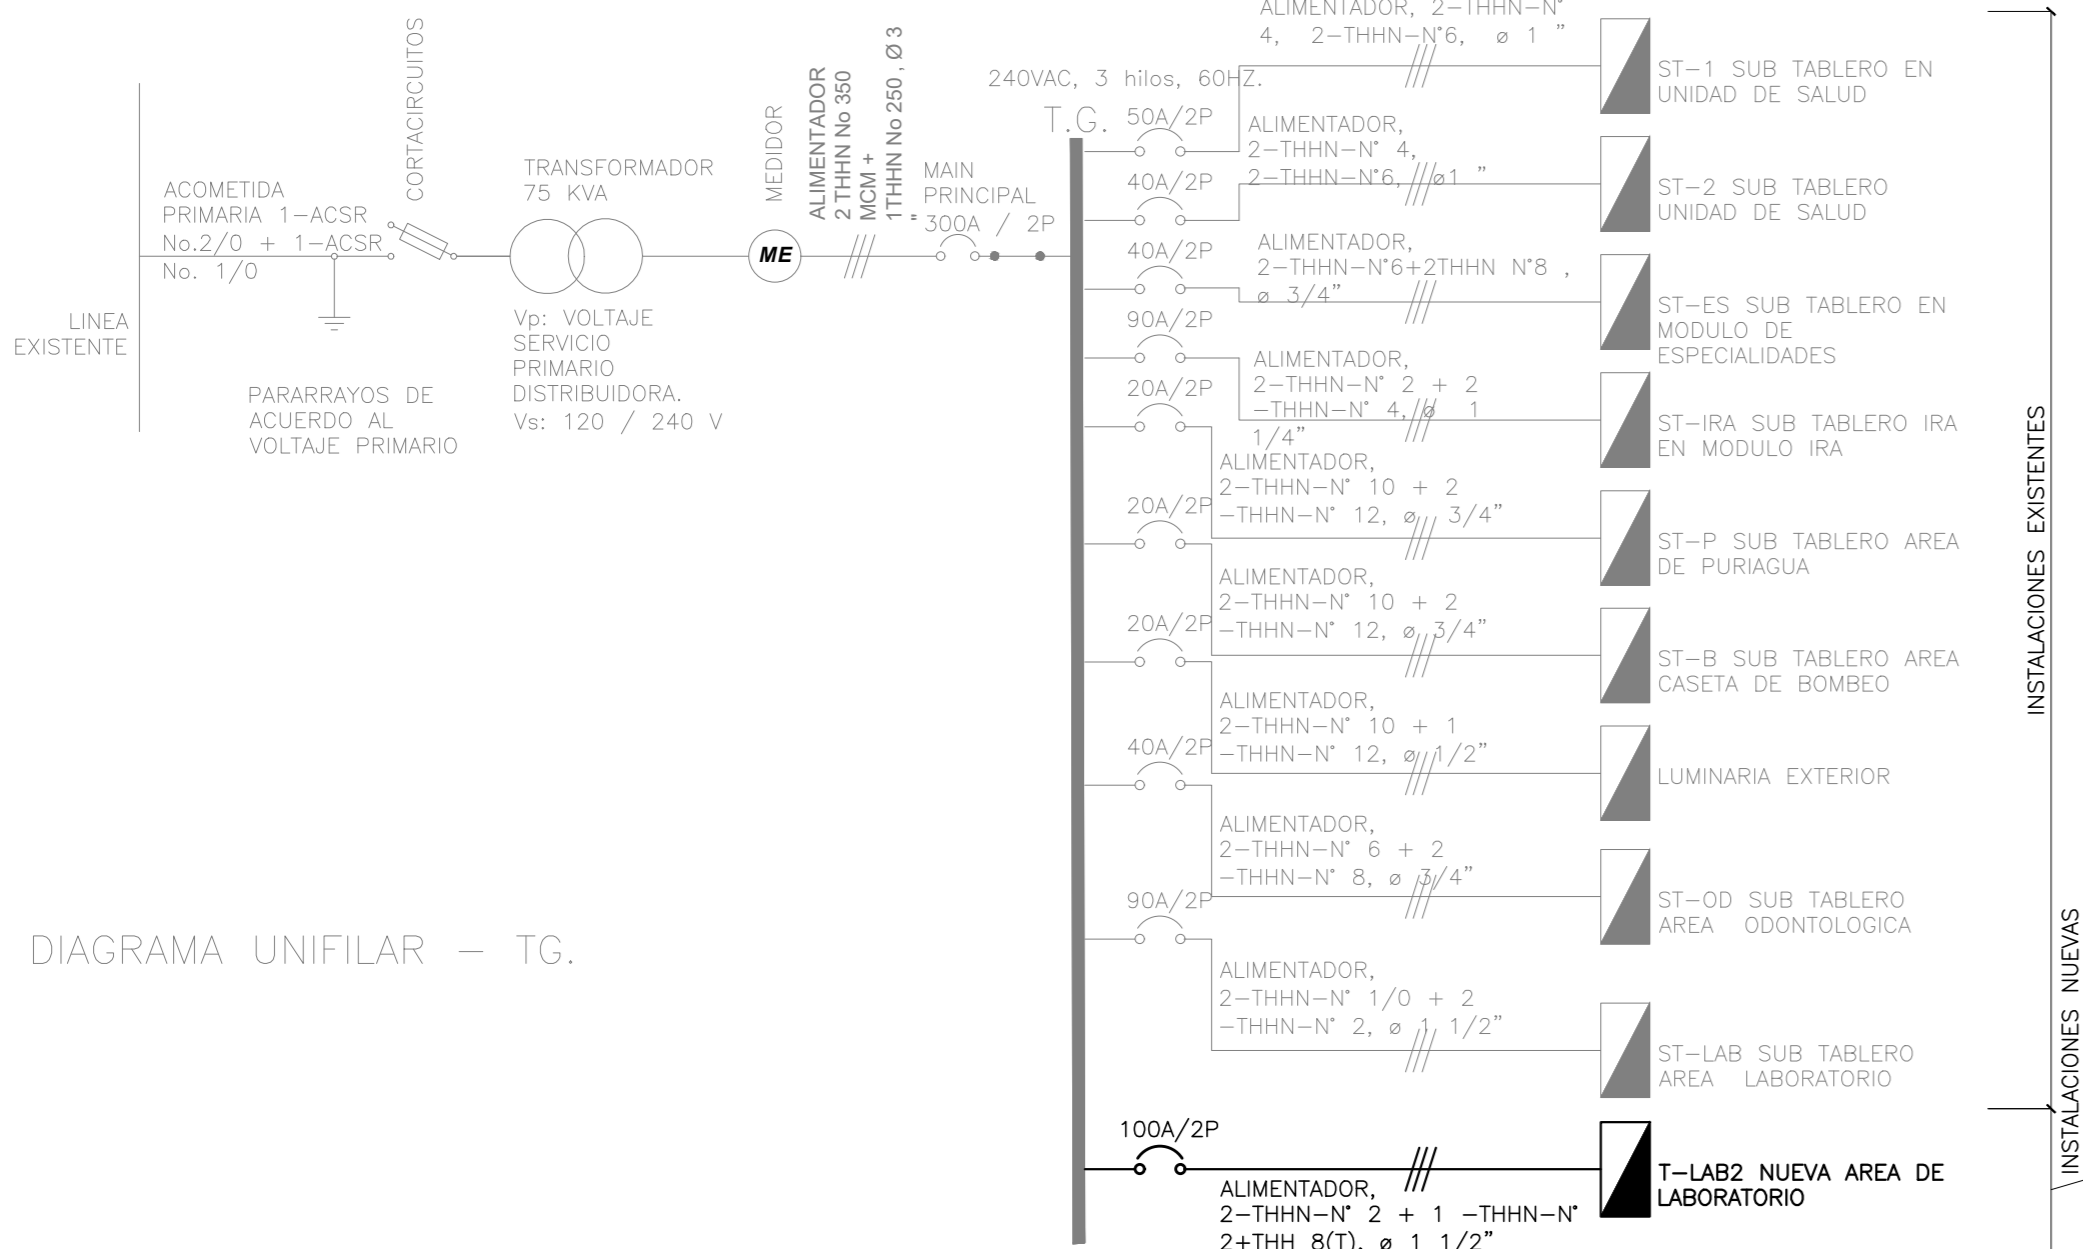 LINEA
EXISTENTE
ACOMETIDA
PRIMARIA 1-ACSR
No.2/0 + 1-ACSR
No. 1/0
PARARRAYOS DE
ACUERDO AL
VOLTAJE PRIMARIO
CORTACIRCUITOS
TRANSFORMADOR
75 KVA
Vp: VOLTAJE
SERVICIO
PRIMARIO
DISTRIBUIDORA.
Vs: 120 / 240 V
MEDIDOR
ME
ALIMENTADOR
2 THHN No 350
MCM +
1THHN No 250 , Ø 3
"
MAIN
PRINCIPAL
300A / 2P
240VAC, 3 hilos, 60HZ.
T.G.
50A/2P
ALIMENTADOR, 2-THHN-N°
4, 2-THHN-N°6, ø 1 "
ST-1 SUB TABLERO EN
UNIDAD DE SALUD
40A/2P
ALIMENTADOR,
2-THHN-N° 4,
2-THHN-N°6, ø1 "
ST-2 SUB TABLERO
UNIDAD DE SALUD
40A/2P
ALIMENTADOR,
2-THHN-N°6+2THHN N°8 ,
ø 3/4"
ST-ES SUB TABLERO EN
MODULO DE
ESPECIALIDADES
90A/2P
ALIMENTADOR,
2-THHN-N° 2 + 2
-THHN-N° 4, ø 1
1/4"
ST-IRA SUB TABLERO IRA
EN MODULO IRA
20A/2P
ALIMENTADOR,
2-THHN-N° 10 + 2
-THHN-N° 12, ø 3/4"
ST-P SUB TABLERO AREA
DE PURIAGUA
20A/2P
ALIMENTADOR,
2-THHN-N° 10 + 2
-THHN-N° 12, ø 3/4"
ST-B SUB TABLERO AREA
CASETA DE BOMBEO
20A/2P
ALIMENTADOR,
2-THHN-N° 10 + 1
-THHN-N° 12, ø 1/2"
LUMINARIA EXTERIOR
40A/2P
ALIMENTADOR,
2-THHN-N° 6 + 2
-THHN-N° 8, ø 3/4"
ST-OD SUB TABLERO
AREA ODONTOLOGICA
90A/2P
ALIMENTADOR,
2-THHN-N° 1/0 + 2
-THHN-N° 2, ø 1 1/2"
ST-LAB SUB TABLERO
AREA LABORATORIO
100A/2P
ALIMENTADOR,
2-THHN-N° 2 + 1 -THHN-N°
2+THH 8(T), ø 1 1/2"
T-LAB2 NUEVA AREA DE
LABORATORIO
INSTALACIONES EXISTENTES
INSTALACIONES NUEVAS
DIAGRAMA UNIFILAR - TG.